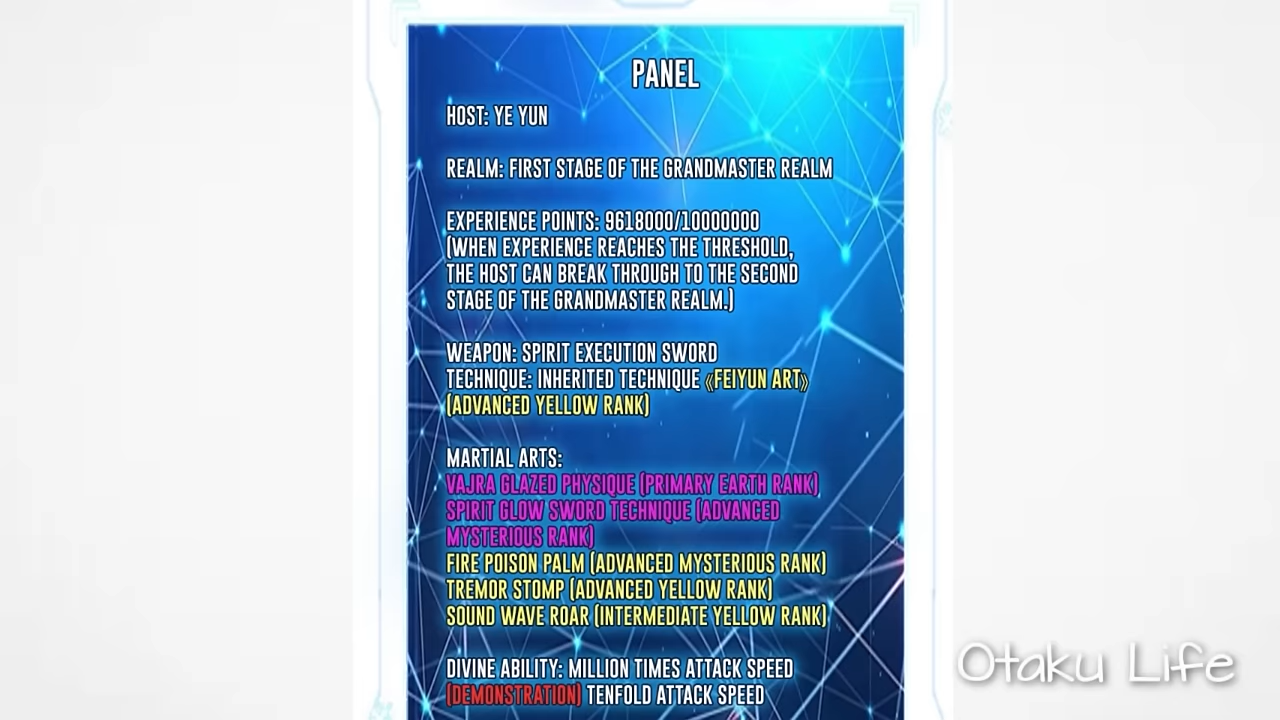 PANEL
HOST: YE YUN
REALM: FIRST STAGE OF THE GRANDMASTER REALM
EXPERIENCE POINTS: 9618000/10000000
(WHEN EXPERIENCE REACHES THE THRESHOLD,
THE HOST CAN BREAK THROUGH TO THE SECOND
STAGE OF THE GRANDMASTER REALM.)
WEAPON: SPIRIT EXECUTION SWORD
TECHNIQUE: INHERITED TECHNIQUE 《FEIYUN ART》
(ADVANCED YELLOW RANK)
MARTIAL ARTS:
VAJRA GLAZED PHYSIQUE (PRIMARY EARTH RANK)
SPIRIT GLOW SWORD TECHNIQUE (ADVANCED
MYSTERIOUS RANK)
FIRE POISON PALM (ADVANCED MYSTERIOUS RANK)
TREMOR STOMP (ADVANCED YELLOW RANK)
SOUND WAVE ROAR (INTERMEDIATE YELLOW RANK)
DIVINE ABILITY: MILLION TIMES ATTACK SPEED
(DEMONSTRATION) TENFOLD ATTACK SPEED
Otaku Life